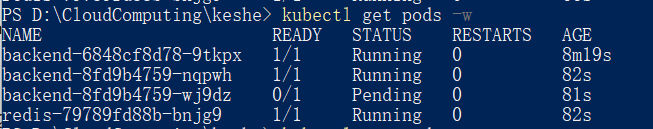 PS D:\CloudComputing\keshe> kubectl get pods -w
NAME READY STATUS RESTARTS AGE
backend-6848cf8d78-9tkpx 1/1 Running 0 8m19s
backend-8fd9b4759-nqpwh 1/1 Running 0 82s
backend-8fd9b4759-wj9dz 0/1 Pending 0 81s
redis-79789fd88b-bnjg9 1/1 Running 0 82s